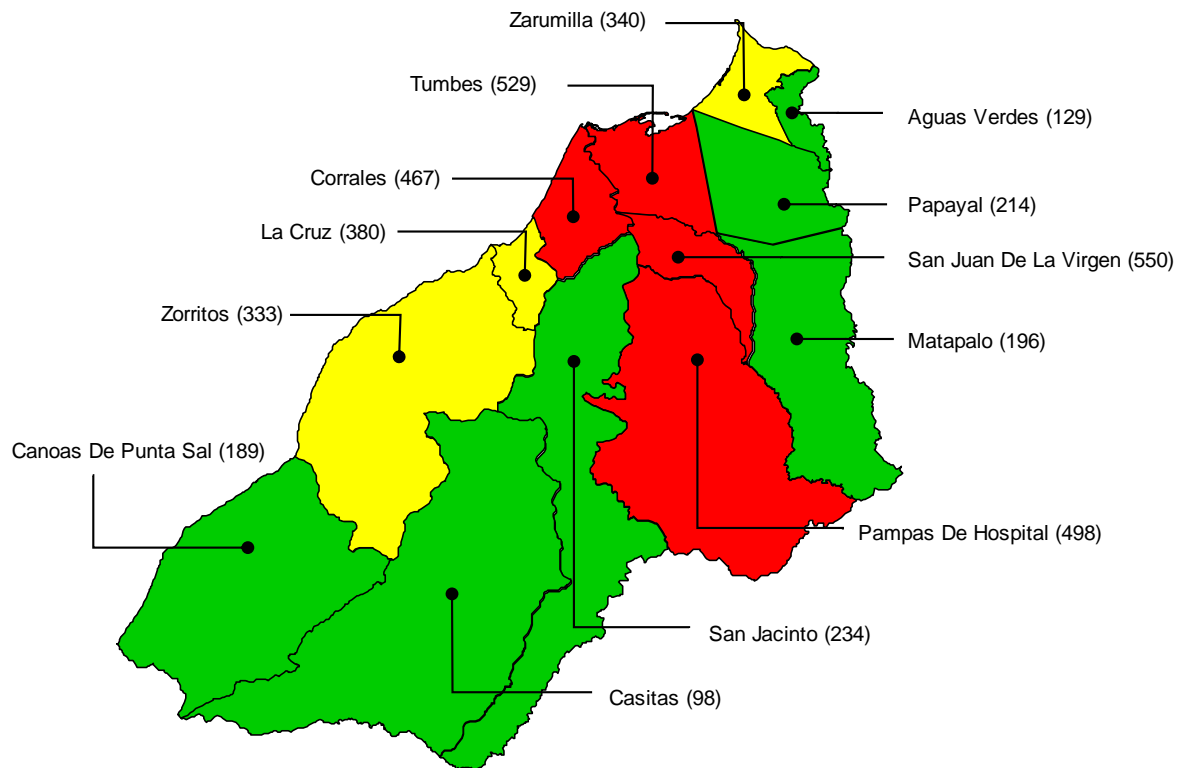 Zarumilla (340)
Tumbes (529)
Aguas Verdes (129)
Corrales (467)
Papayal (214)
La Cruz (380)
San Juan De La Virgen (550)
Zorritos (333)
Matapalo (196)
Canoas De Punta Sal (189)
Pampas De Hospital (498)
San Jacinto (234)
Casitas (98)